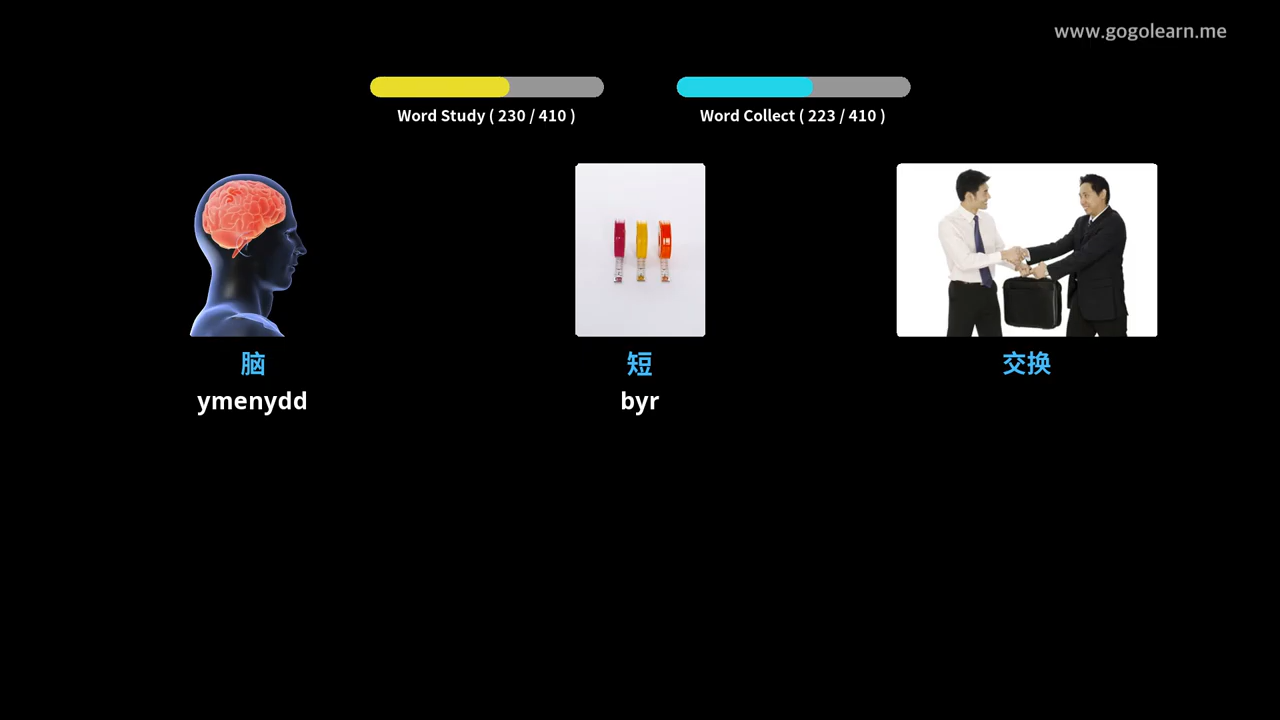 www.gogolearn.me
Word Study ( 230 / 410 )
Word Collect ( 223 / 410 )
脑
短
交换
ymenydd
byr